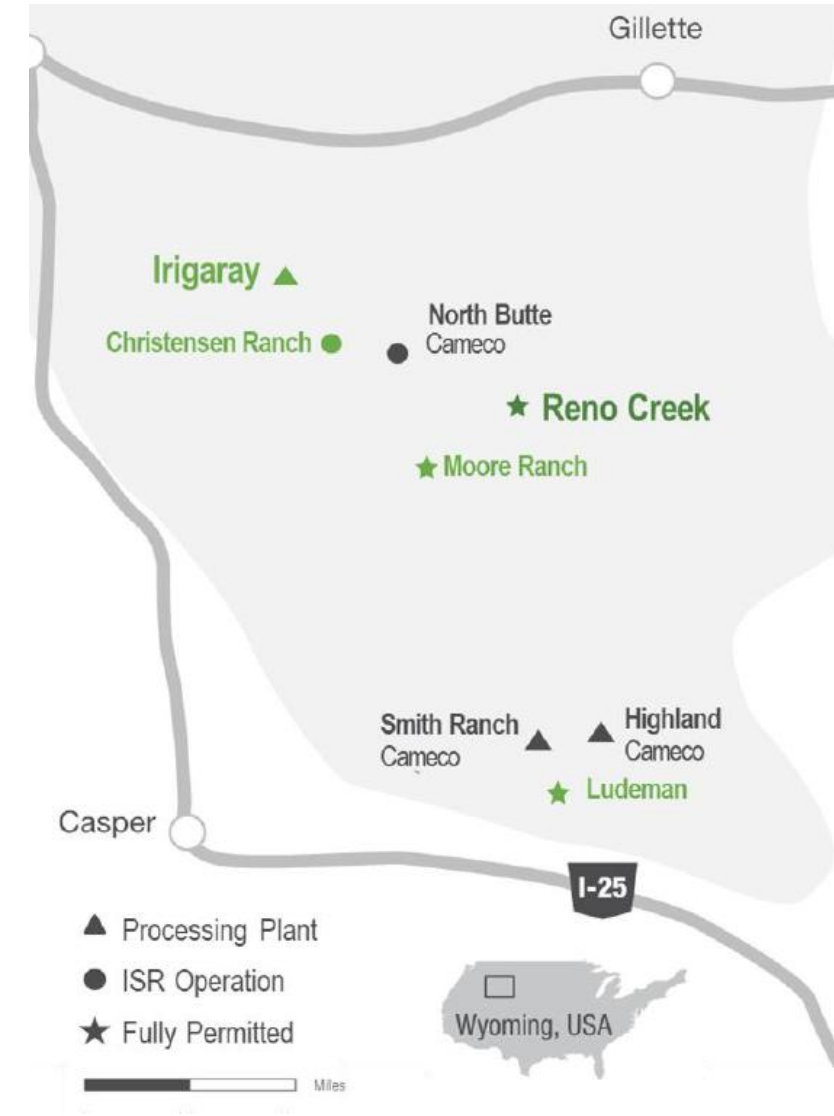 Gillette
Irigaray
Christensen Ranch
North Butte
Cameco
Reno Creek
Moore Ranch
Smith Ranch
Cameco
Highland
Cameco
Ludeman
Casper
I-25
Processing Plant
ISR Operation
Fully Permitted
Wyoming, USA
Miles